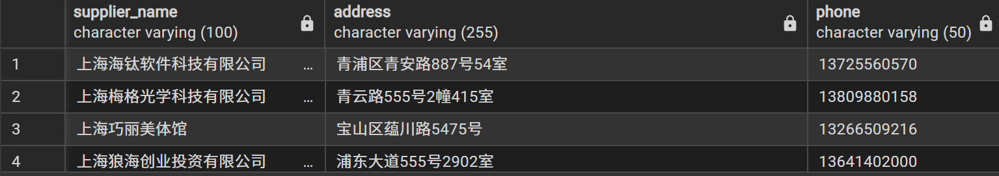 supplier_name address phone
character varying (100) character varying (255) character varying (50)
1 上海海钛软件科技有限公司 ... 青浦区青安路887号54室 13725560570
2 上海梅格光学科技有限公司 ... 青云路555号2幢415室 13809880158
3 上海巧丽美体馆 宝山区蕴川路5475号 13266509216
4 上海狼海创业投资有限公司 ... 浦东大道555号2902室 13641402000